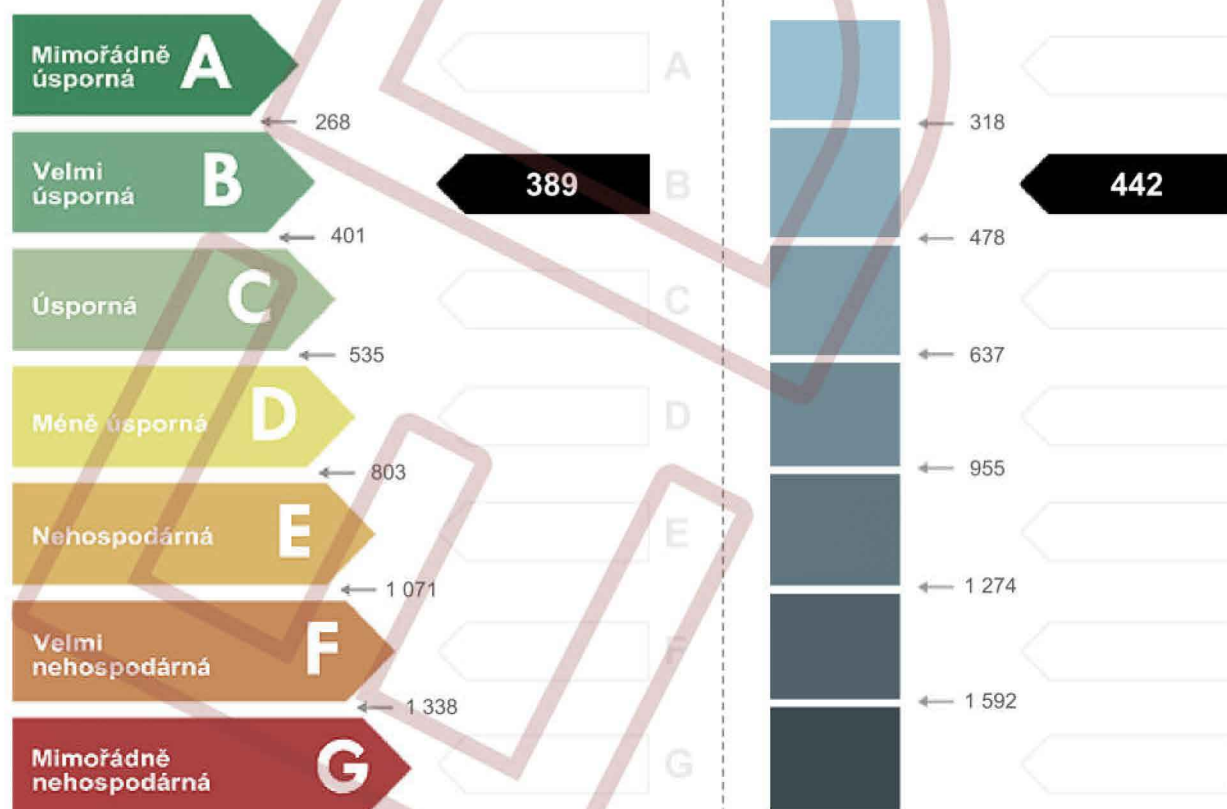 Mimořádně
úsporná
A
A
268
318
Velmi
úsporná
B
389
B
442
401
478
Úsporná
C
C
535
637
Méně úsporná
D
D
803
955
Nehospodárná
E
E
1 071
1 274
Velmi
nehospodárná
F
F
1 338
1 592
Mimořádně
nehospodárná
G
G